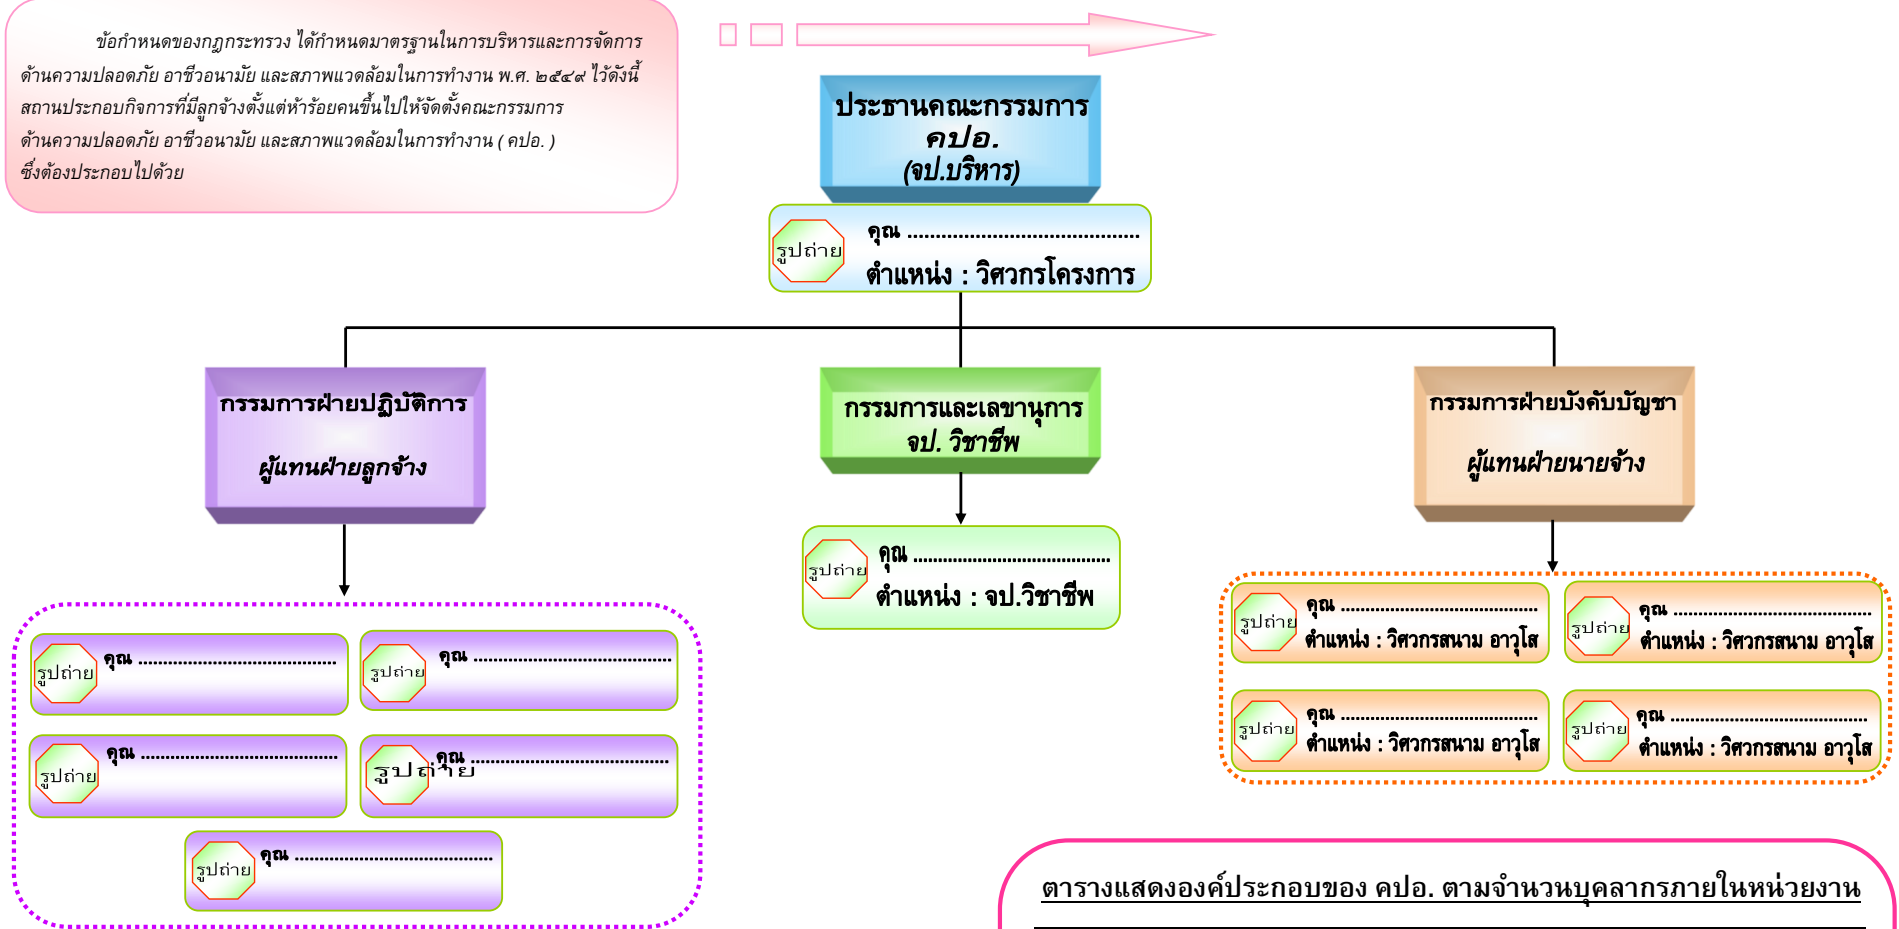 ข้อกำหนดของกฎกระทรวง ได้กำหนดมาตรฐานในการบริหารและการจัดการ
ด้านความปลอดภัย อาชีวอนามัย และสภาพแวดล้อมในการทำงาน พ.ศ. ๒๕๔๙ ไว้ดังนี้
สถานประกอบกิจการที่มีลูกจ้างตั้งแต่ห้าร้อยคนขึ้นไปให้จัดตั้งคณะกรรมการ
ด้านความปลอดภัย อาชีวอนามัย และสภาพแวดล้อมในการทำงาน ( คปอ. )
ซึ่งต้องประกอบไปด้วย
ประธานคณะกรรมการ
คปอ.
(จป.บริหาร)
รูปถ่าย
คุณ ........................................
ตำแหน่ง : วิศวกรโครงการ
กรรมการฝ่ายปฏิบัติการ
ผู้แทนฝ่ายลูกจ้าง
กรรมการและเลขานุการ
จป. วิชาชีพ
กรรมการฝ่ายบังคับบัญชา
ผู้แทนฝ่ายนายจ้าง
รูปถ่าย
คุณ ........................................
ตำแหน่ง : จป.วิชาชีพ
รูปถ่าย
คุณ ........................................
ตำแหน่ง : วิศวกรสนาม อาวุโส
รูปถ่าย
คุณ ........................................
ตำแหน่ง : วิศวกรสนาม อาวุโส
รูปถ่าย
คุณ ........................................
ตำแหน่ง : วิศวกรสนาม อาวุโส
รูปถ่าย
คุณ ........................................
ตำแหน่ง : วิศวกรสนาม อาวุโส
รูปถ่าย
คุณ ........................................
รูปถ่าย
คุณ ........................................
รูปถ่าย
คุณ ........................................
รูปถ่าย
คุณ ........................................
รูปถ่าย
คุณ ........................................
ตารางแสดงองค์ประกอบของ คปอ. ตามจำนวนบุคลากรภายในหน่วยงาน